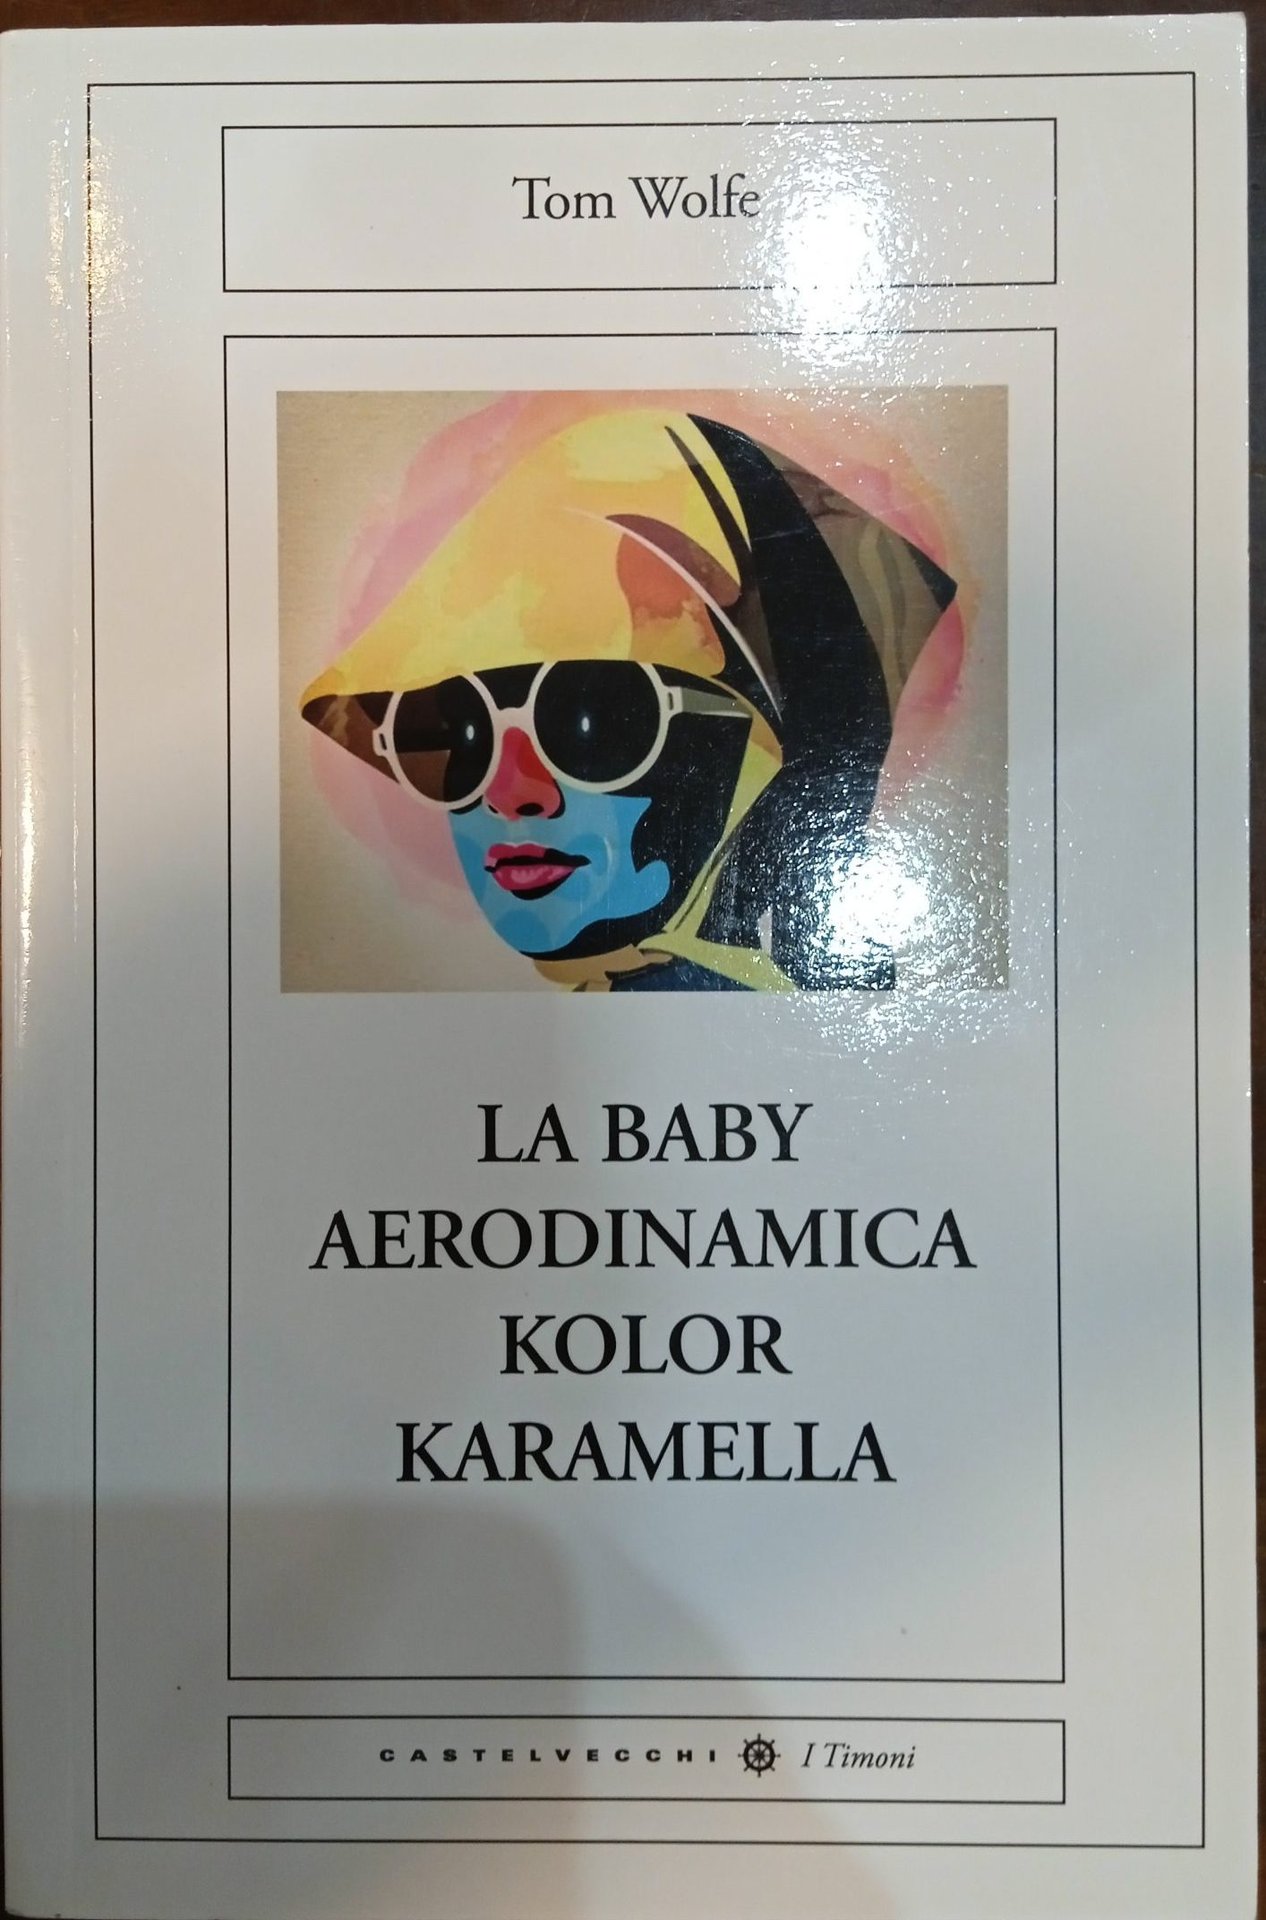 Tom Wolfe
LA BABY
AERODINAMICA
KOLOR
KARAMELLA
CASTELVECCHI I Timoni